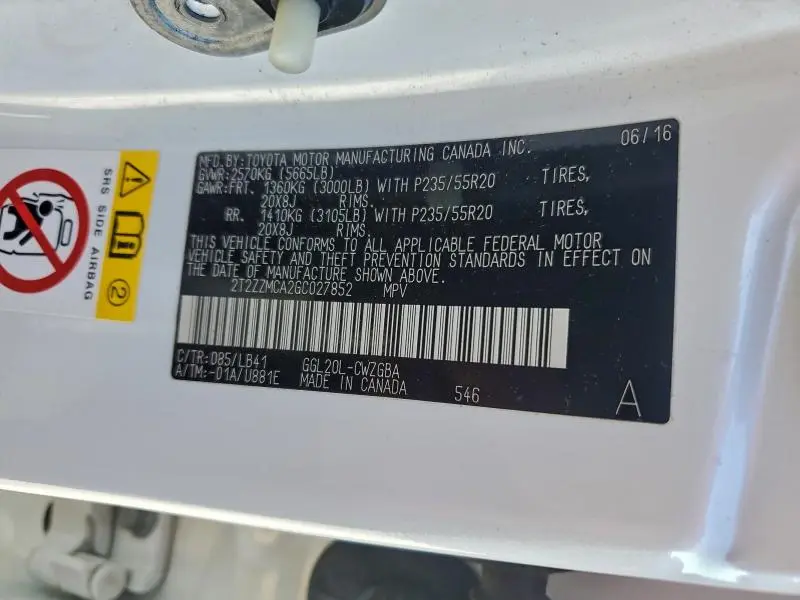 SRS SIDE AIRBAG
2
06/16
MFD.BY:TOYOTA MOTOR MANUFACTURING CANADA INC.
GVWR:2570KG (5665LB)
GAWR:FRT. 1360KG (3000LB) WITH P235/55R20 TIRES,
20X8J RIMS.
RR. 1410KG (3105LB) WITH P235/55R20 TIRES,
20X8J RIMS.
THIS VEHICLE CONFORMS TO ALL APPLICABLE FEDERAL MOTOR
VEHICLE SAFETY AND THEFT PREVENTION STANDARDS IN EFFECT ON
THE DATE OF MANUFACTURE SHOWN ABOVE.
2T2ZZMCA2GC027852 MPV
C/TR:085/LB41 GGL20L-CWZGBA
A/TM:-01A/U881E MADE IN CANADA 546 A